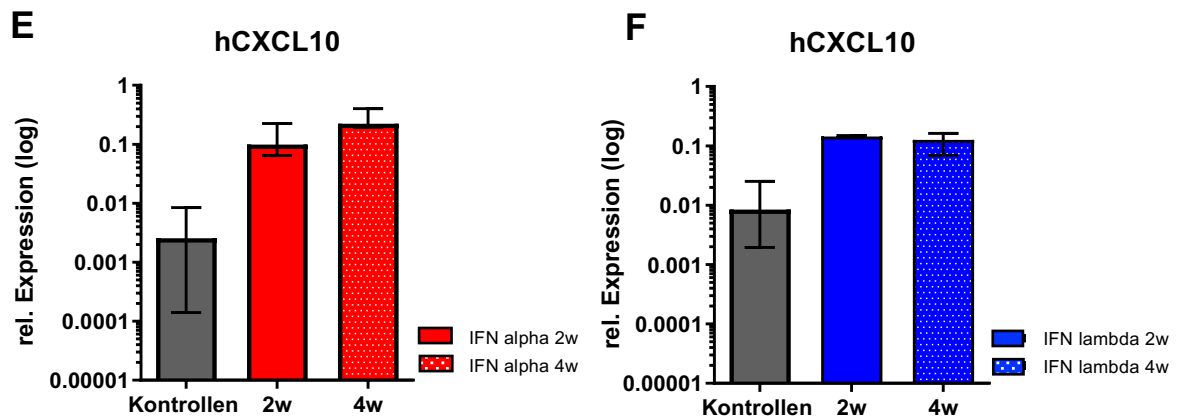 E
hCXCL10
rel. Expression (log)
1
0.1
0.01
0.001
0.0001
0.00001
Kontrollen 2w 4w
IFN alpha 2w
IFN alpha 4w
F
hCXCL10
rel. Expression (log)
1
0.1
0.01
0.001
0.0001
0.00001
Kontrollen 2w 4w
IFN lambda 2w
IFN lambda 4w